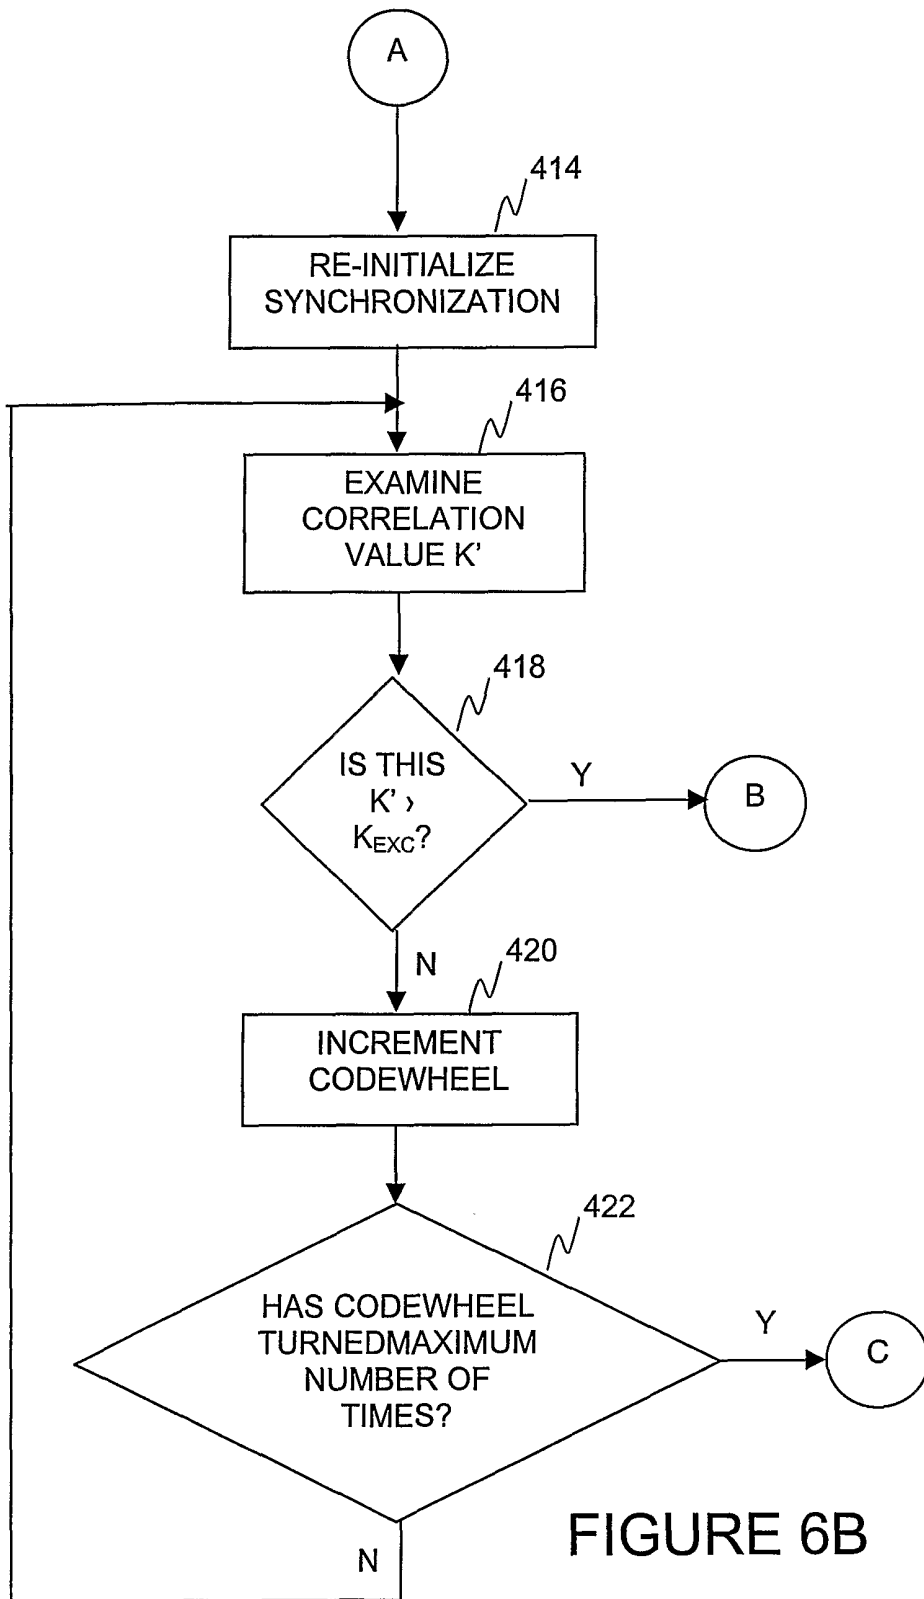 A
414
RE-INITIALIZE
SYNCHRONIZATION
416
EXAMINE
CORRELATION
VALUE K’
418
IS THIS
K’ ›
KEXC?
Y
B
N
420
INCREMENT
CODEWHEEL
422
HAS CODEWHEEL
TURNEDMAXIMUM
NUMBER OF
TIMES?
Y
C
N
FIGURE 6B